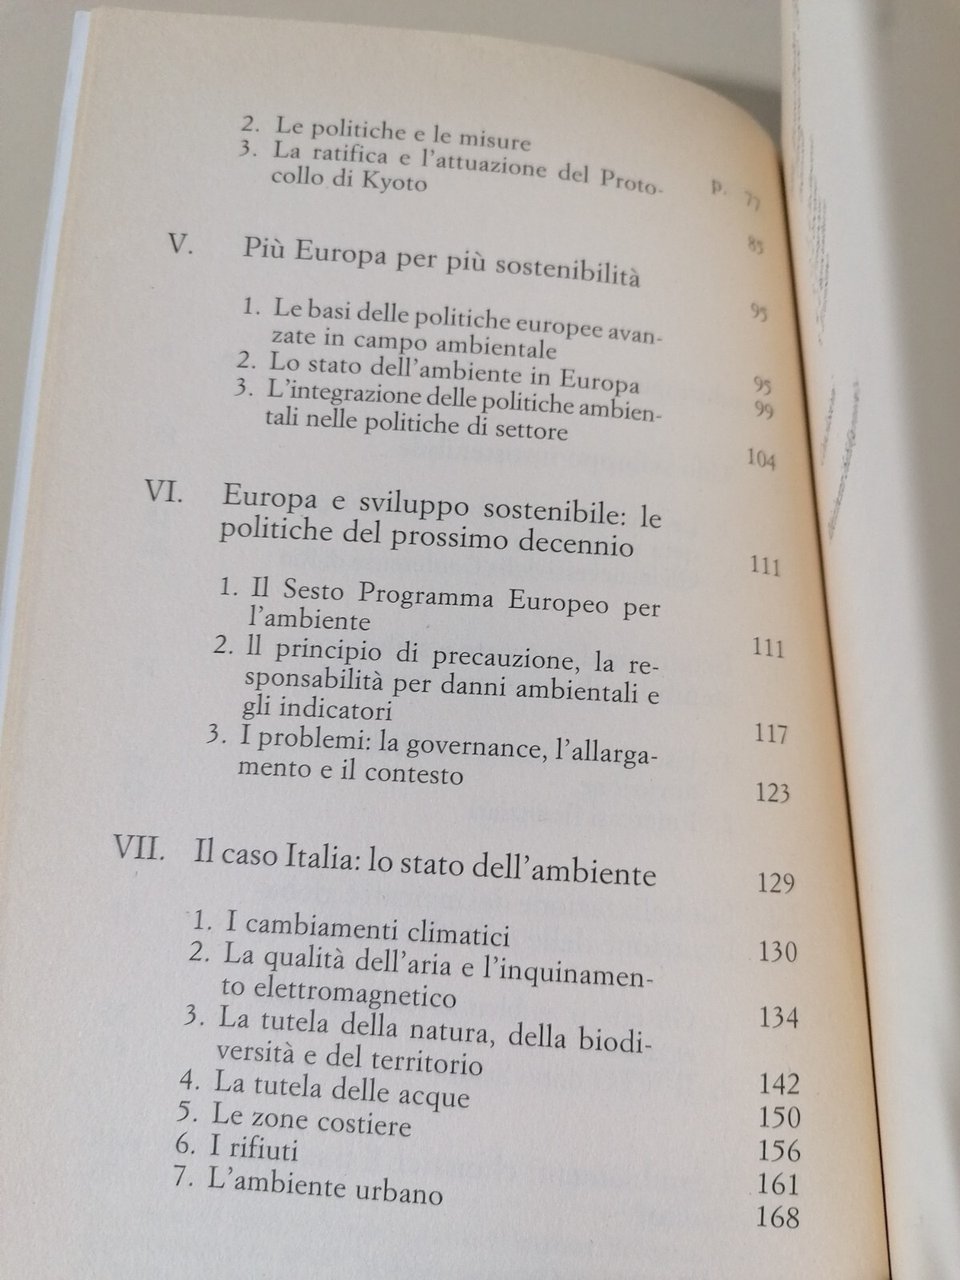 2. Le politiche e le misure p. 77
3. La ratifica e l'attuazione del Proto-
collo di Kyoto 85
V. Più Europa per più sostenibilità 95
1. Le basi delle politiche europee avan-
zate in campo ambientale 95
2. Lo stato dell'ambiente in Europa 99
3. L'integrazione delle politiche ambien-
tali nelle politiche di settore 104
VI. Europa e sviluppo sostenibile: le
politiche del prossimo decennio 111
1. Il Sesto Programma Europeo per
l'ambiente 111
2. ll principio di precauzione, la re-
sponsabilità per danni ambientali e
gli indicatori 117
3. I problemi: la governance, l'allarga-
mento e il contesto 123
VII. Il caso Italia: lo stato dell'ambiente 129
1. I cambiamenti climatici 130
2. La qualità dell'aria e l'inquinamen-
to elettromagnetico 134
3. La tutela della natura, della biodi-
versità e del territorio 142
4. La tutela delle acque 150
5. Le zone costiere 156
6. I rifiuti 161
7. L'ambiente urbano 168